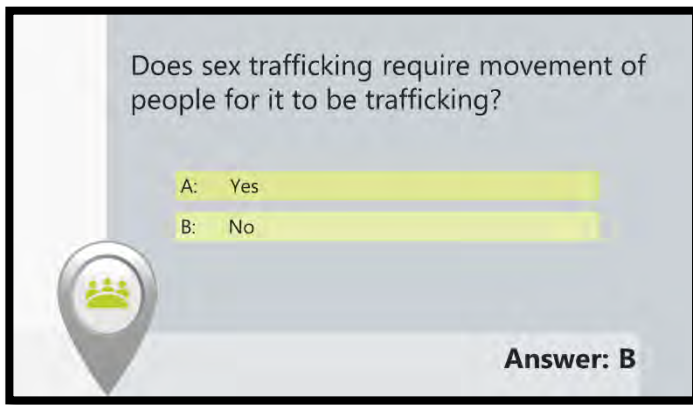 Does sex trafficking require movement of
people for it to be trafficking?
A: Yes
B: No
Answer: B